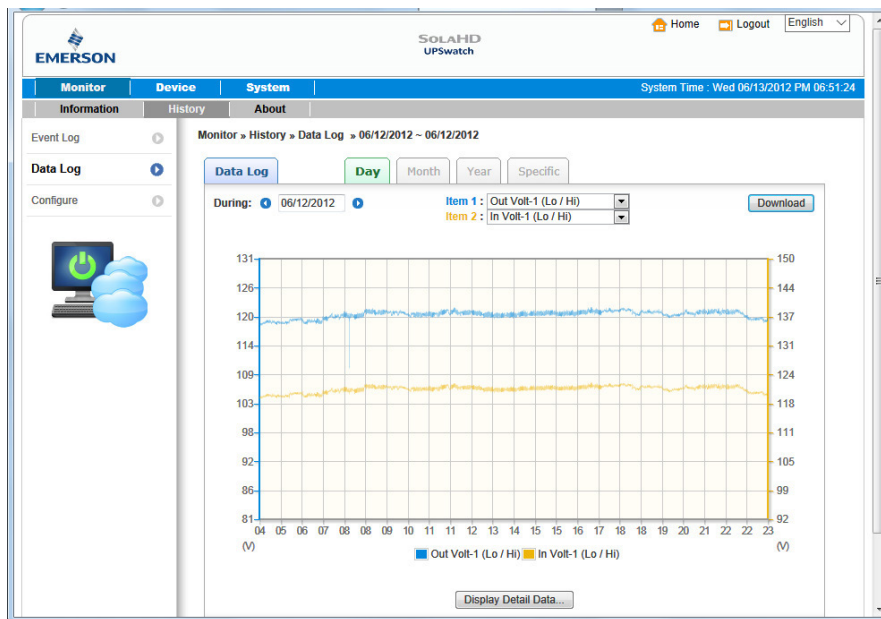 Home Logout English
EMERSON
SOLAHD
UPSwatch
Monitor Device System System Time : Wed 06/13/2012 PM 06:51:24
Information History About
Event Log
Data Log
Configure
Monitor » History » Data Log » 06/12/2012 ~ 06/12/2012
Data Log Day Month Year Specific
During: 06/12/2012 Item 1 : Out Volt-1 (Lo / Hi) Download
Item 2 : In Volt-1 (Lo / Hi)
131 150
126 144
120 137
114 131
109 124
103 118
98 111
92 105
86 99
81 92
04 05 06 07 08 08 09 10 11 11 12 13 14 15 15 16 17 18 18 19 20 21 22 22 23
(V) (V)
Out Volt-1 (Lo / Hi) In Volt-1 (Lo / Hi)
Display Detail Data...